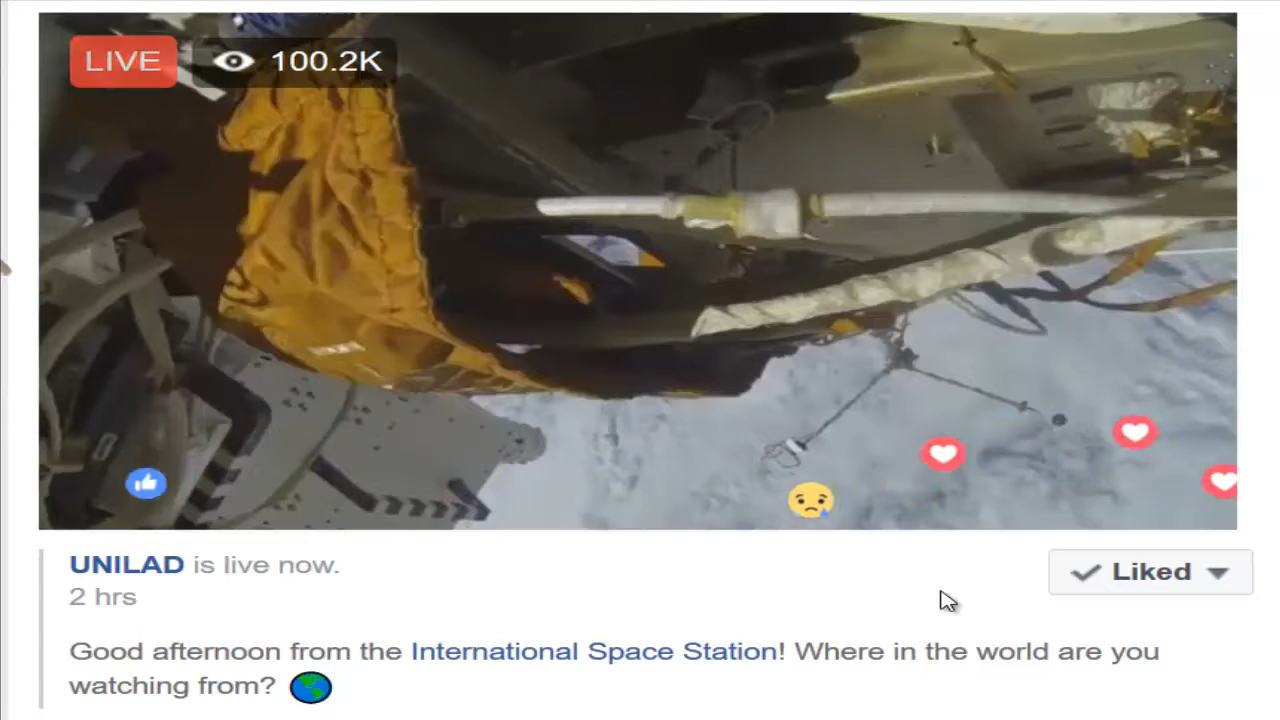 LIVE 100.2K
UNILAD is live now.
2 hrs
Liked
Good afternoon from the International Space Station! Where in the world are you
watching from?